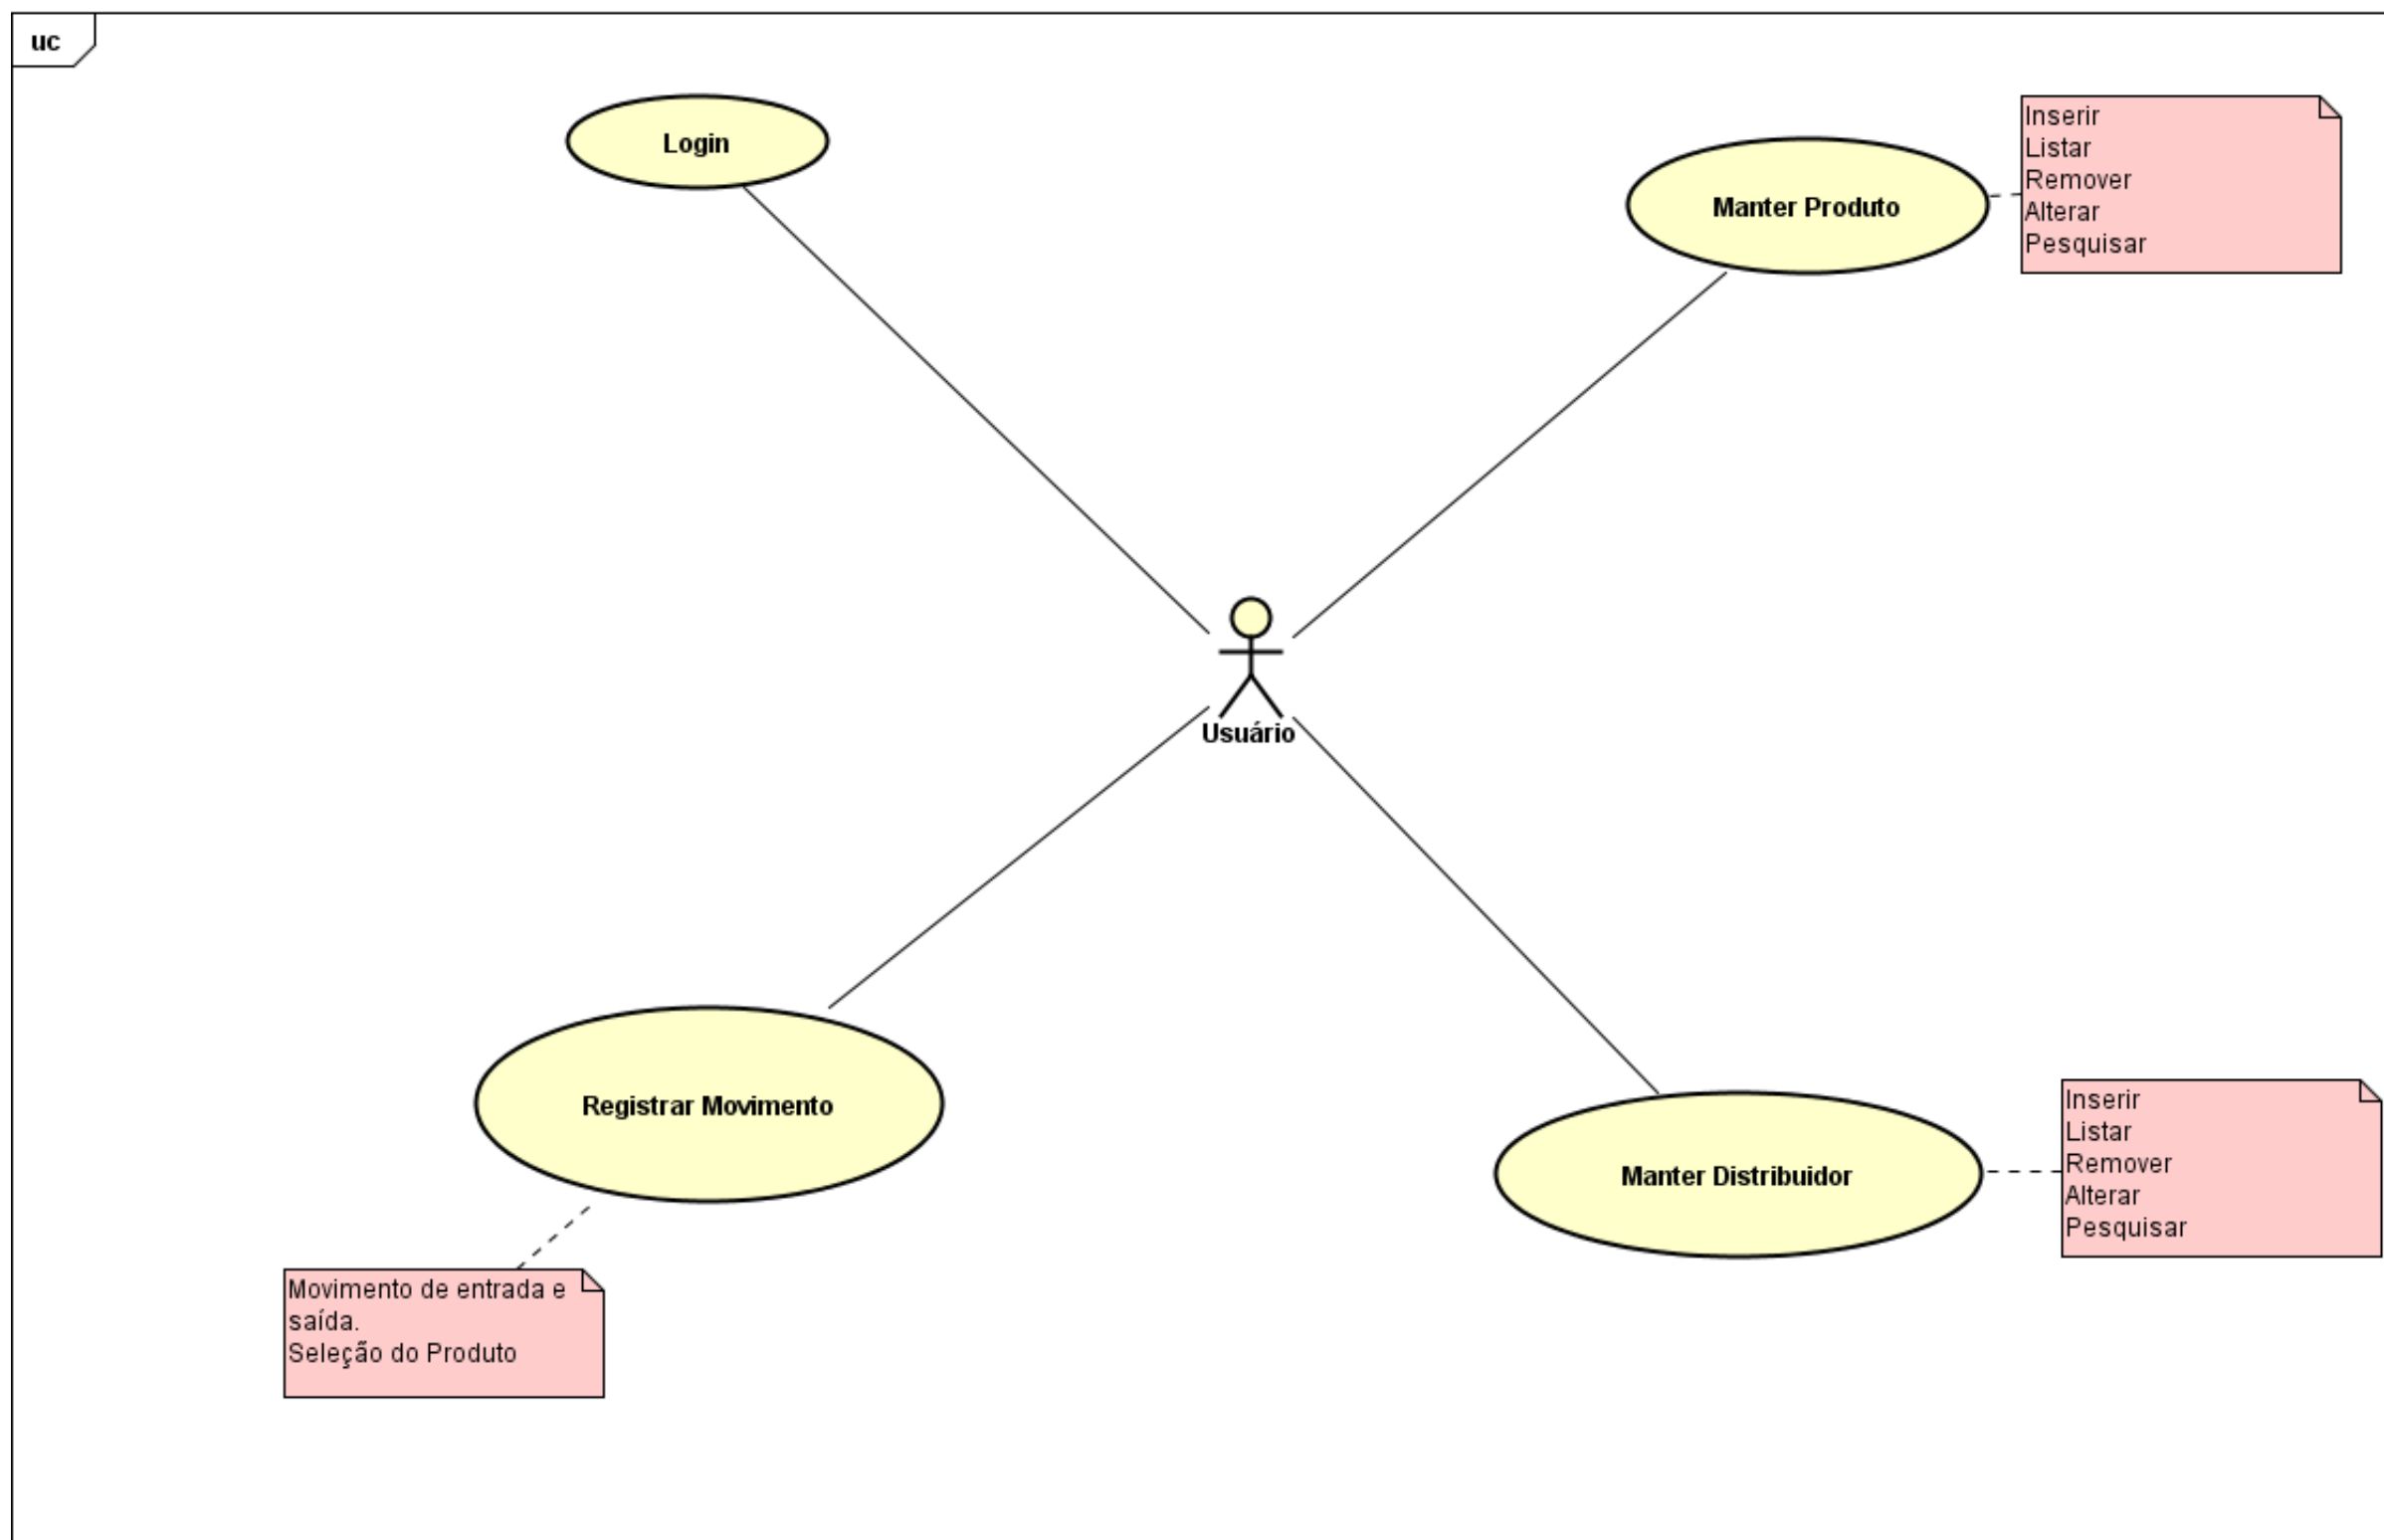 uc
Login
Manter Produto
Inserir
Listar
Remover
Alterar
Pesquisar
Usuário
Registrar Movimento
Movimento de entrada e
saída.
Seleção do Produto
Manter Distribuidor
Inserir
Listar
Remover
Alterar
Pesquisar